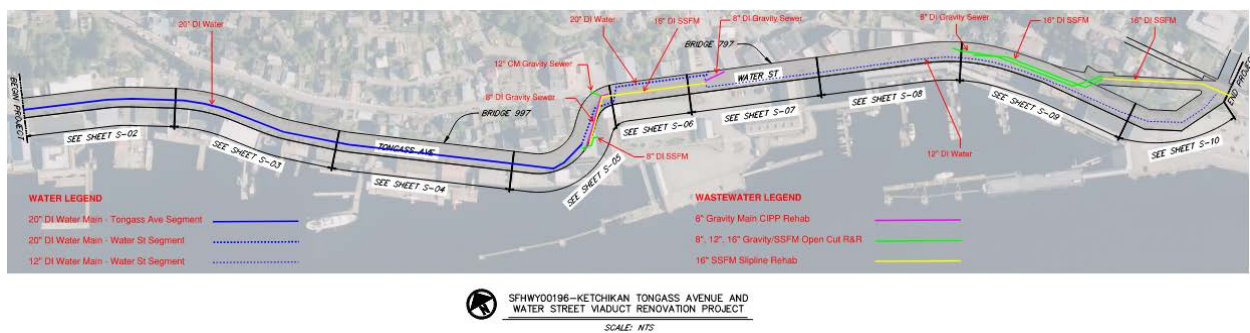 20" DI Water
20" DI Water
16" DI SSFM
8" DI Gravity Sewer
8" DI Gravity Sewer
16" DI SSFM
16" DI SSFM
BRIDGE 797
12" CM Gravity Sewer
WATER ST
8" DI Gravity Sewer
BEGIN PROJECT
END PROJECT
BRIDGE 997
SEE SHEET S-02
SEE SHEET S-03
TONGASS AVE
SEE SHEET S-04
SEE SHEET S-05
SEE SHEET S-06
SEE SHEET S-07
SEE SHEET S-08
SEE SHEET S-09
SEE SHEET S-10
8" DI SSFM
12" DI Water
WATER LEGEND
20" DI Water Main - Tongass Ave Segment
20" DI Water Main - Water St Segment
12" DI Water Main - Water St Segment
WASTEWATER LEGEND
8" Gravity Main CIPP Rehab
8", 12", 16" Gravity/SSFM Open Cut R&R
16" SSFM Slipline Rehab
SFHWY00196-KETCHIKAN TONGASS AVENUE AND
WATER STREET VIADUCT RENOVATION PROJECT
SCALE: NTS